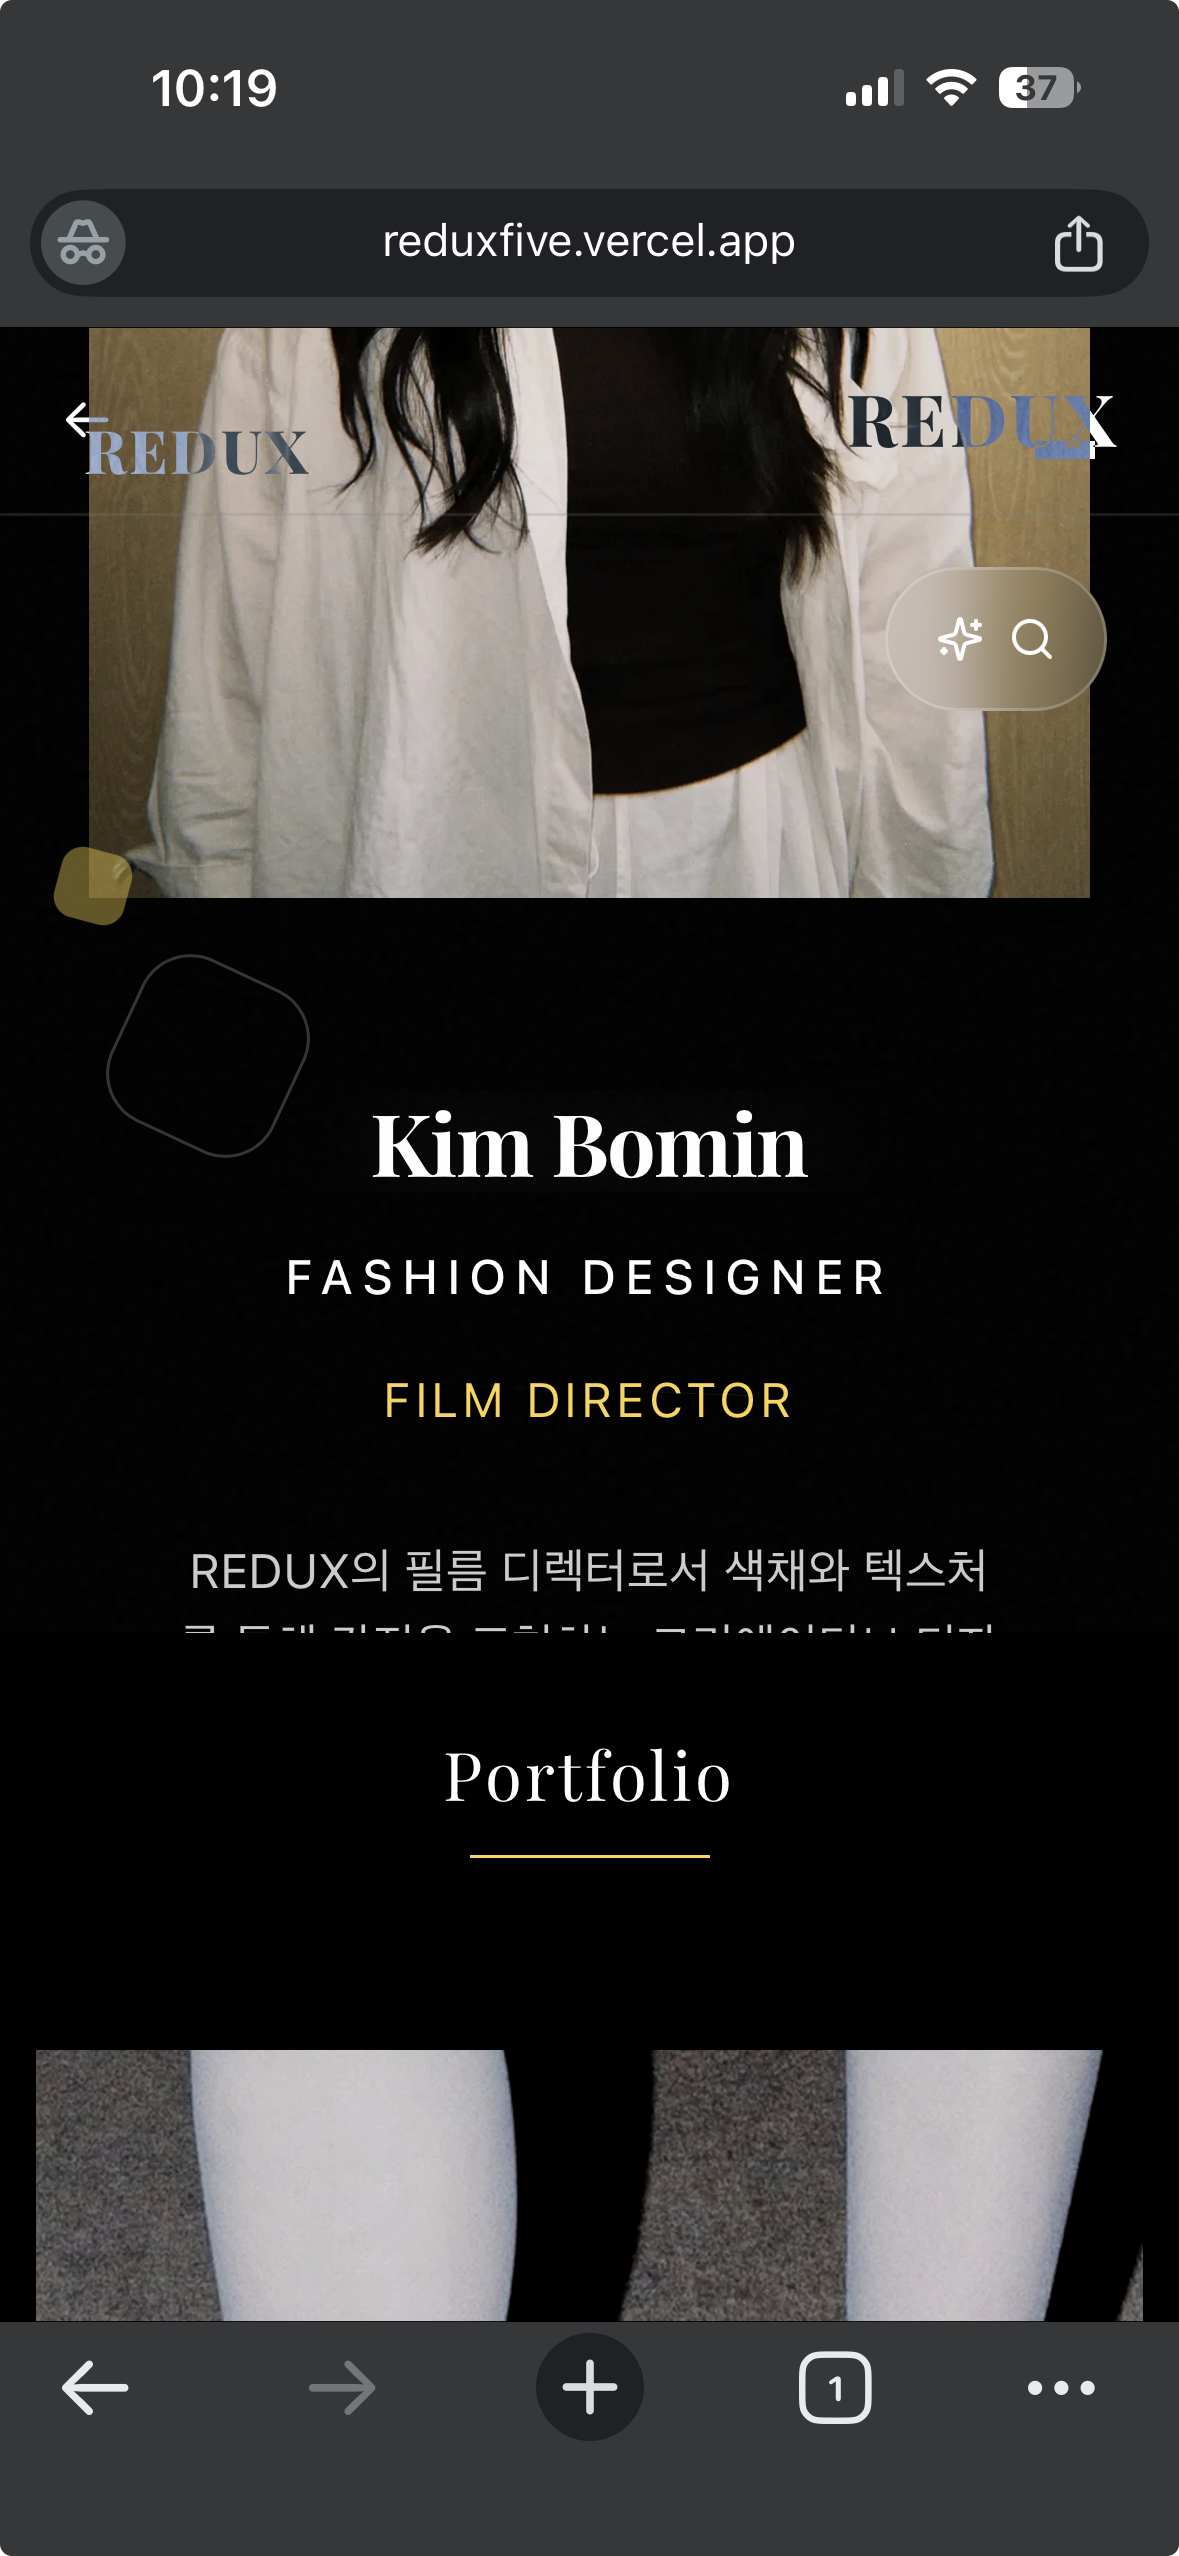 10:19
37
reduxfive.vercel.app
REDUX
REDUX
Kim Bomin
FASHION DESIGNER
FILM DIRECTOR
REDUX의 필름 디렉터로서 색채와 텍스처
Portfolio
1